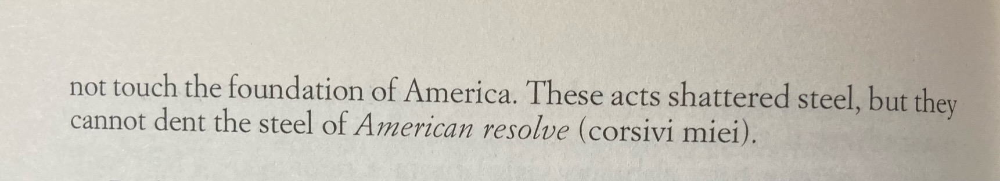 not touch the foundation of America. These acts shattered steel, but they
cannot dent the steel of American resolve (corsivi miei).